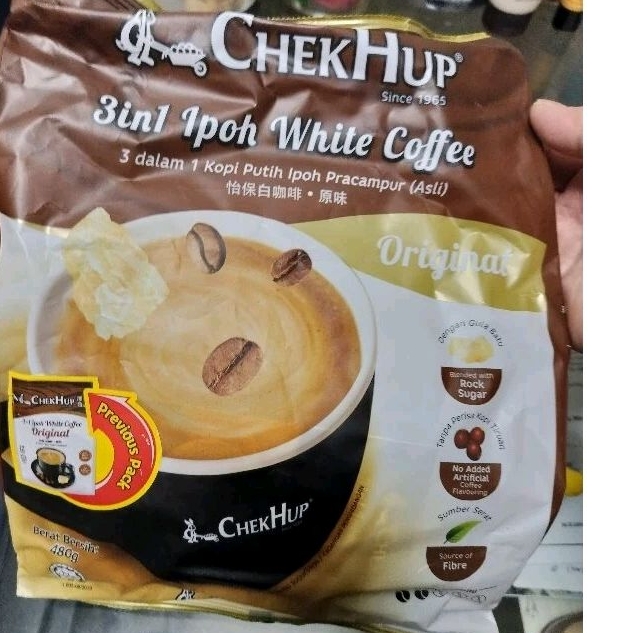 CHEKHUP®
Since 1965
3in1 Ipoh White Coffee
3 dalam 1 Kopi Putih Ipoh Pracampur (Asli)
怡保白咖啡 • 原味
Original
Dengan Gula Batu
Blended with
Rock
Sugar
Tanpa Perisa Kopi Tiruan
No Added
Artificial
Coffee
Flavouring
Sumber Serat
Source of
Fibre
CHEKHUP
3in1 Ipoh White Coffee
Original
Previous Pack
CHEKHUP
Berat Bersih:
480g